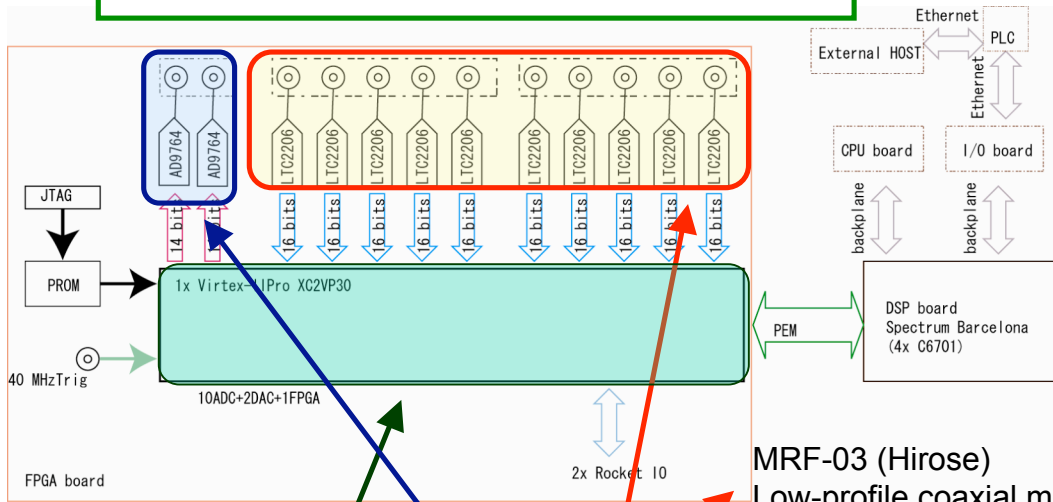 Ethernet
PLC
External HOST
Ethernet
AD9764
AD9764
LTC2206
LTC2206
LTC2206
LTC2206
LTC2206
LTC2206
LTC2206
LTC2206
LTC2206
LTC2206
CPU board
I/O board
JTAG
14 bits
16 bits
16 bits
16 bits
16 bits
16 bits
16 bits
16 bits
16 bits
16 bits
16 bits
backplane
backplane
PROM
1x Virtex-IIPro XC2VP30
DSP board
PEM
Spectrum Barcelona
(4x C6701)
40 MHzTrig
10ADC+2DAC+1FPGA
MRF-03 (Hirose)
2x Rocket IO
FPGA board
Low-profile coaxial m